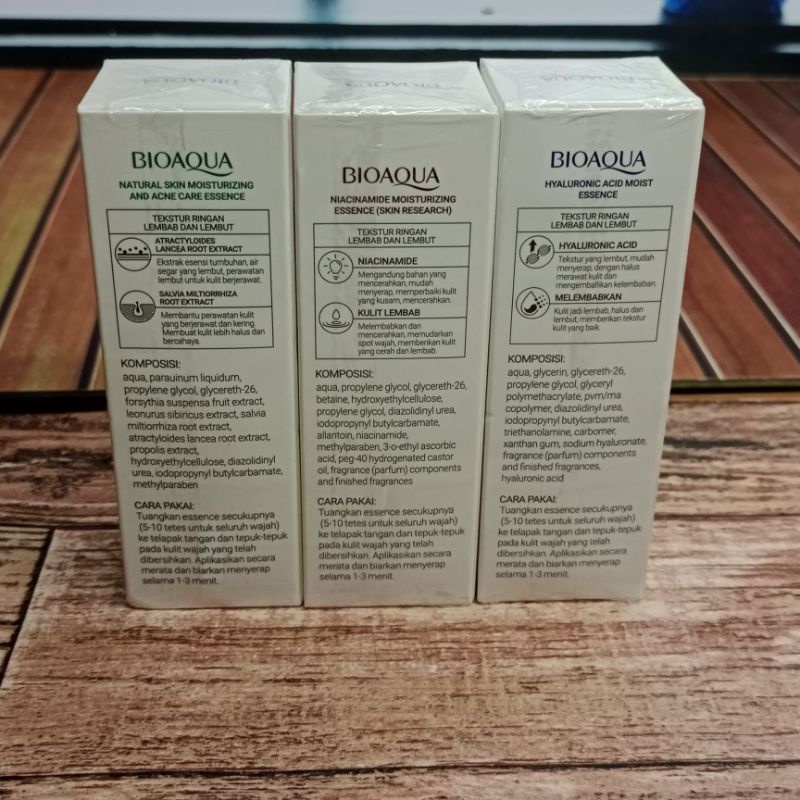 BIOAQUA
NATURAL SKIN MOISTURIZING
AND ACNE CARE ESSENCE
TEKSTUR RINGAN
LEMBAB DAN LEMBUT
ATRACTYLOIDES
LANCEA ROOT EXTRACT
Ekstrak esensi tumbuhan, air
segar yang lembut, perawatan
lembut untuk kulit berjerawat.
SALVIA MILTIORRHIZA
ROOT EXTRACT
Membantu perawatan kulit
yang berjerawat dan kering.
Membuat kulit lebih halus dan
bercahaya.
KOMPOSISI:
aqua, parauinum liquidum,
propylene glycol, glycereth-26,
forsythia suspensa fruit extract,
leonurus sibiricus extract, salvia
miltiorrhiza root extract,
atractyloides lancea root extract,
propolis extract,
hydroxyethylcellulose, diazolidinyl
urea, iodopropynyl butylcarbamate,
methylparaben
CARA PAKAI:
Tuangkan essence secukupnya
(5-10 tetes untuk seluruh wajah)
ke telapak tangan dan tepuk-tepuk
pada kulit wajah yang telah
dibersihkan. Aplikasikan secara
merata dan biarkan menyerap
selama 1-3 menit.
BIOAQUA
NIACINAMIDE MOISTURIZING
ESSENCE (SKIN RESEARCH)
TEKSTUR RINGAN
LEMBAB DAN LEMBUT
NIACINAMIDE
Mengandung bahan yang
mencerahkan, mudah
menyerap, memperbaiki kulit
yang kusam, mencerahkan.
KULIT LEMBAB
Melembabkan dan
mencerahkan, memudarkan
spot wajah, memberikan kulit
yang cerah dan lembab.
KOMPOSISI:
aqua, propylene glycol, glycereth-26,
betaine, hydroxyethylcellulose,
propylene glycol, diazolidinyl urea,
iodopropynyl butylcarbamate,
allantoin, niacinamide,
methylparaben, 3-o-ethyl ascorbic
acid, peg-40 hydrogenated castor
oil, fragrance (parfum) components
and finished fragrances
CARA PAKAI:
Tuangkan essence secukupnya
(5-10 tetes untuk seluruh wajah)
ke telapak tangan dan tepuk-tepuk
pada kulit wajah yang telah
dibersihkan. Aplikasikan secara
merata dan biarkan menyerap
selama 1-3 menit.
BIOAQUA
HYALURONIC ACID MOIST
ESSENCE
TEKSTUR RINGAN
LEMBAB DAN LEMBUT
HYALURONIC ACID
Tekstur yang lembut, mudah
menyerap, dengan halus
merawat kulit dan
mengembalikan kelembaban.
MELEMBABKAN
Kulit jadi lembab, halus dan
lembut, memberikan tekstur
kulit yang baik.
KOMPOSISI:
aqua, glycerin, glycereth-26,
propylene glycol, glyceryl
polymethacrylate, pvm/ma
copolymer, diazolidinyl urea,
iodopropynyl butylcarbamate,
triethanolamine, carbomer,
xanthan gum, sodium hyaluronate,
fragrance (parfum) components
and finished fragrances,
hyaluronic acid
CARA PAKAI:
Tuangkan essence secukupnya
(5-10 tetes untuk seluruh wajah)
ke telapak tangan dan tepuk-tepuk
pada kulit wajah yang telah
dibersihkan. Aplikasikan secara
merata dan biarkan menyerap
selama 1-3 menit.